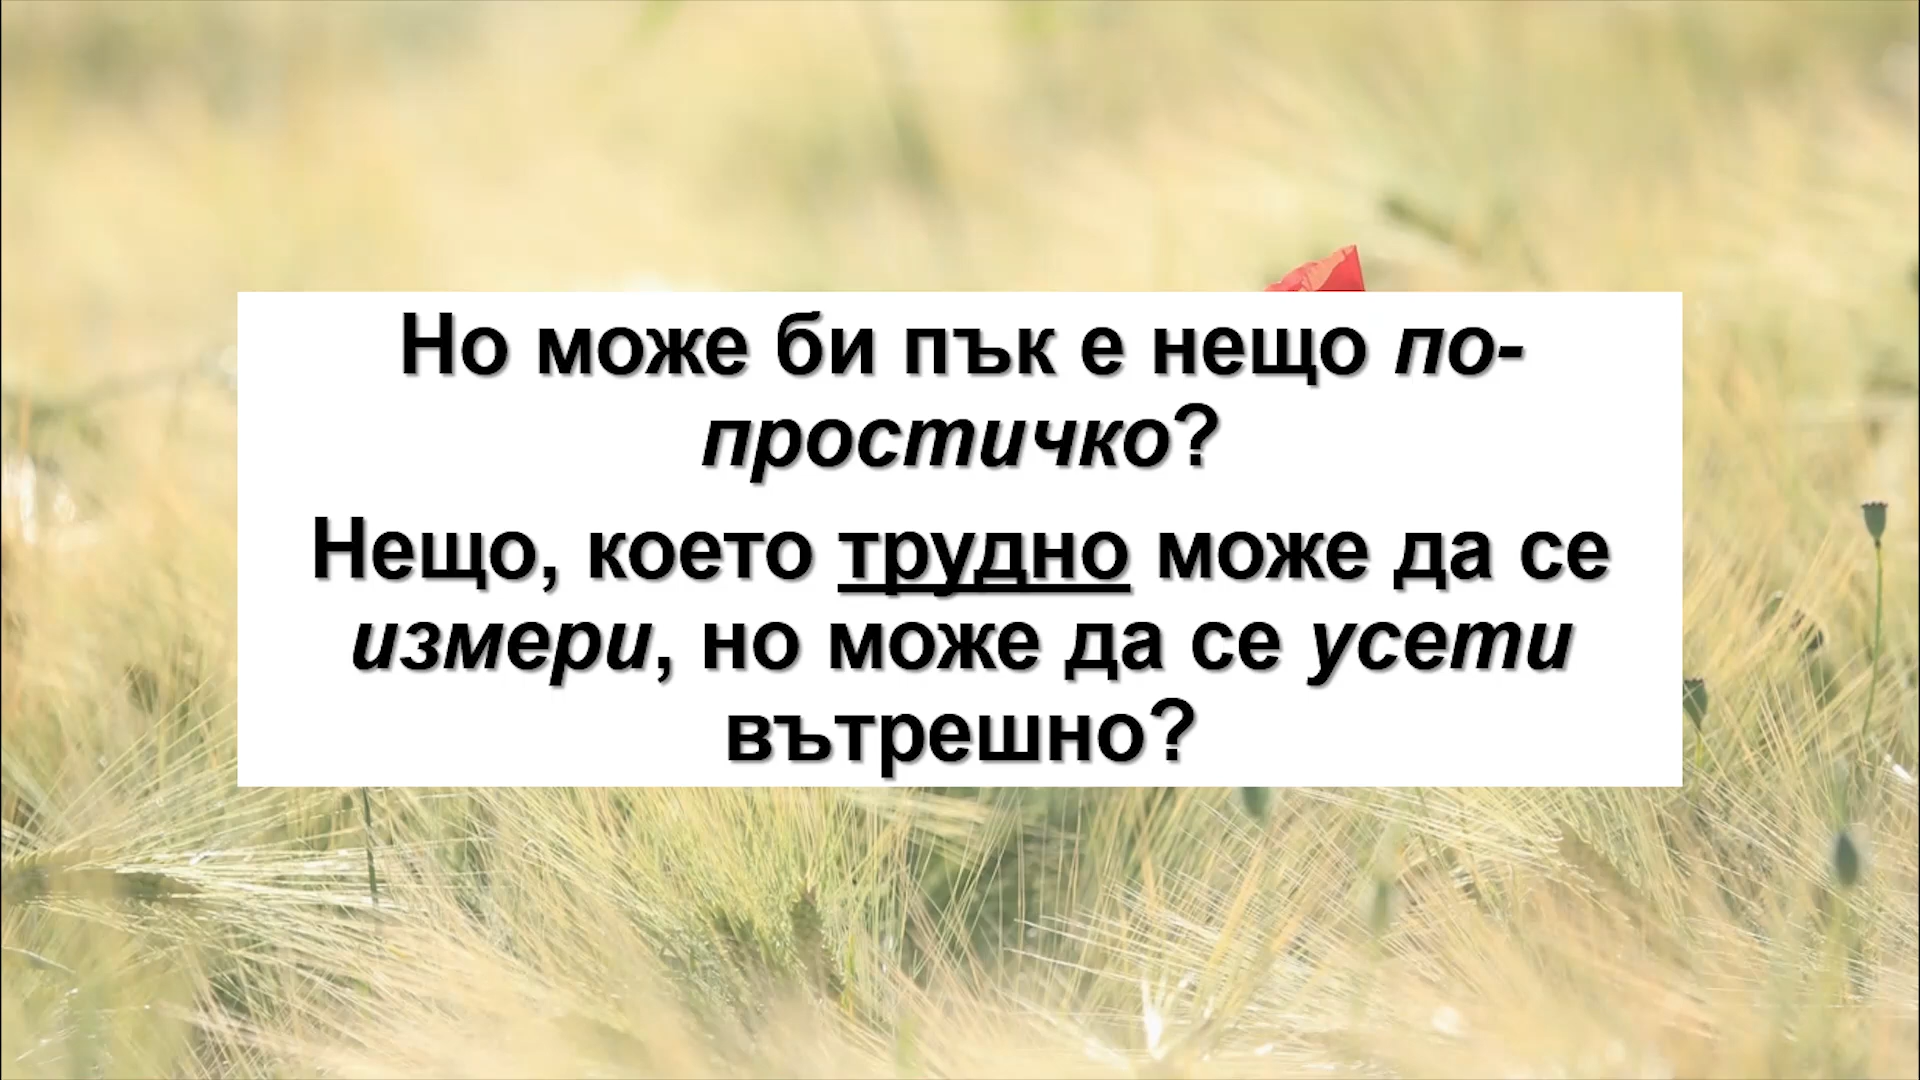 Но може би пък е нещо по-
простичко?
Нещо, което трудно може да се
измери, но може да се усети
вътрешно?